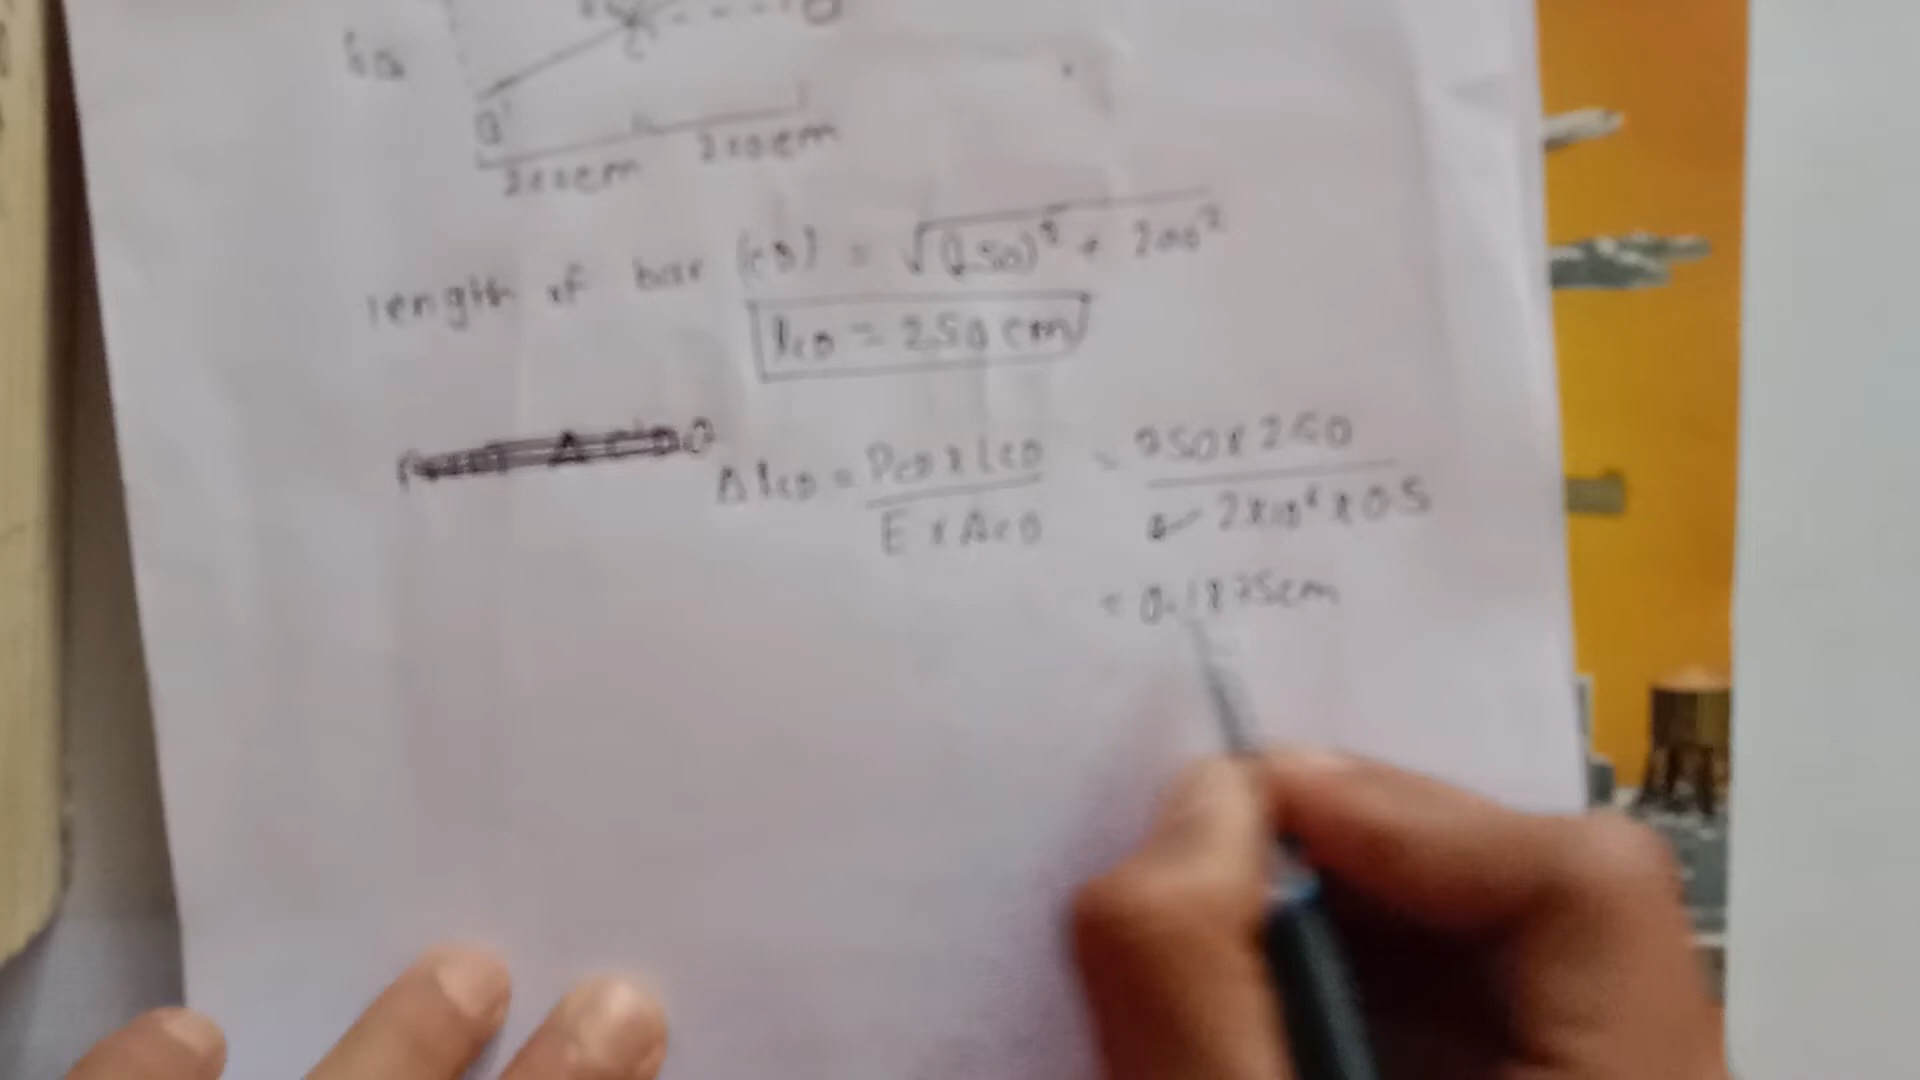 200cm 200cm
length of bar (CD) = √(150)² + 200²
lCD = 250 cm
ΔlCD = PCD x lCD / E x ACD = 750 x 250 / 2x10⁶ x 0.5
= 0.1875cm